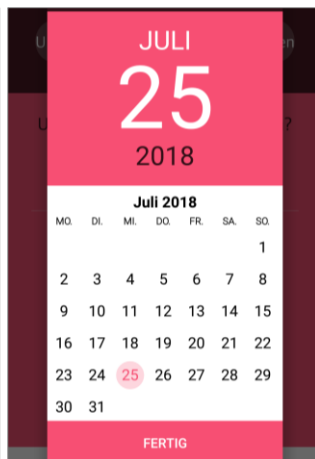 JULI
25
2018
Juli 2018
MO. DI. MI. DO. FR. SA. SO.
1
2 3 4 5 6 7 8
9 10 11 12 13 14 15
16 17 18 19 20 21 22
23 24 25 26 27 28 29
30 31
FERTIG